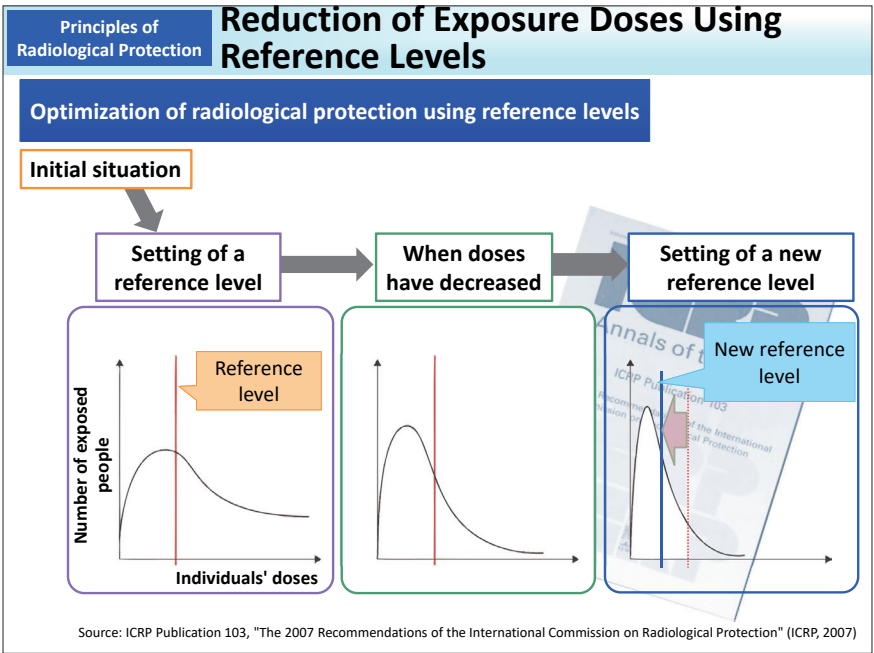 Principles of
Radiological Protection
Reduction of Exposure Doses Using
Reference Levels
Optimization of radiological protection using reference levels
Initial situation
Setting of a
reference level
When doses
have decreased
Setting of a new
reference level
Reference
level
Number of exposed
people
Individuals' doses
New reference
level
Annals of t
ICRP Publication 103
Recommendations of the International
Protection
Source: ICRP Publication 103, "The 2007 Recommendations of the International Commission on Radiological Protection" (ICRP, 2007)